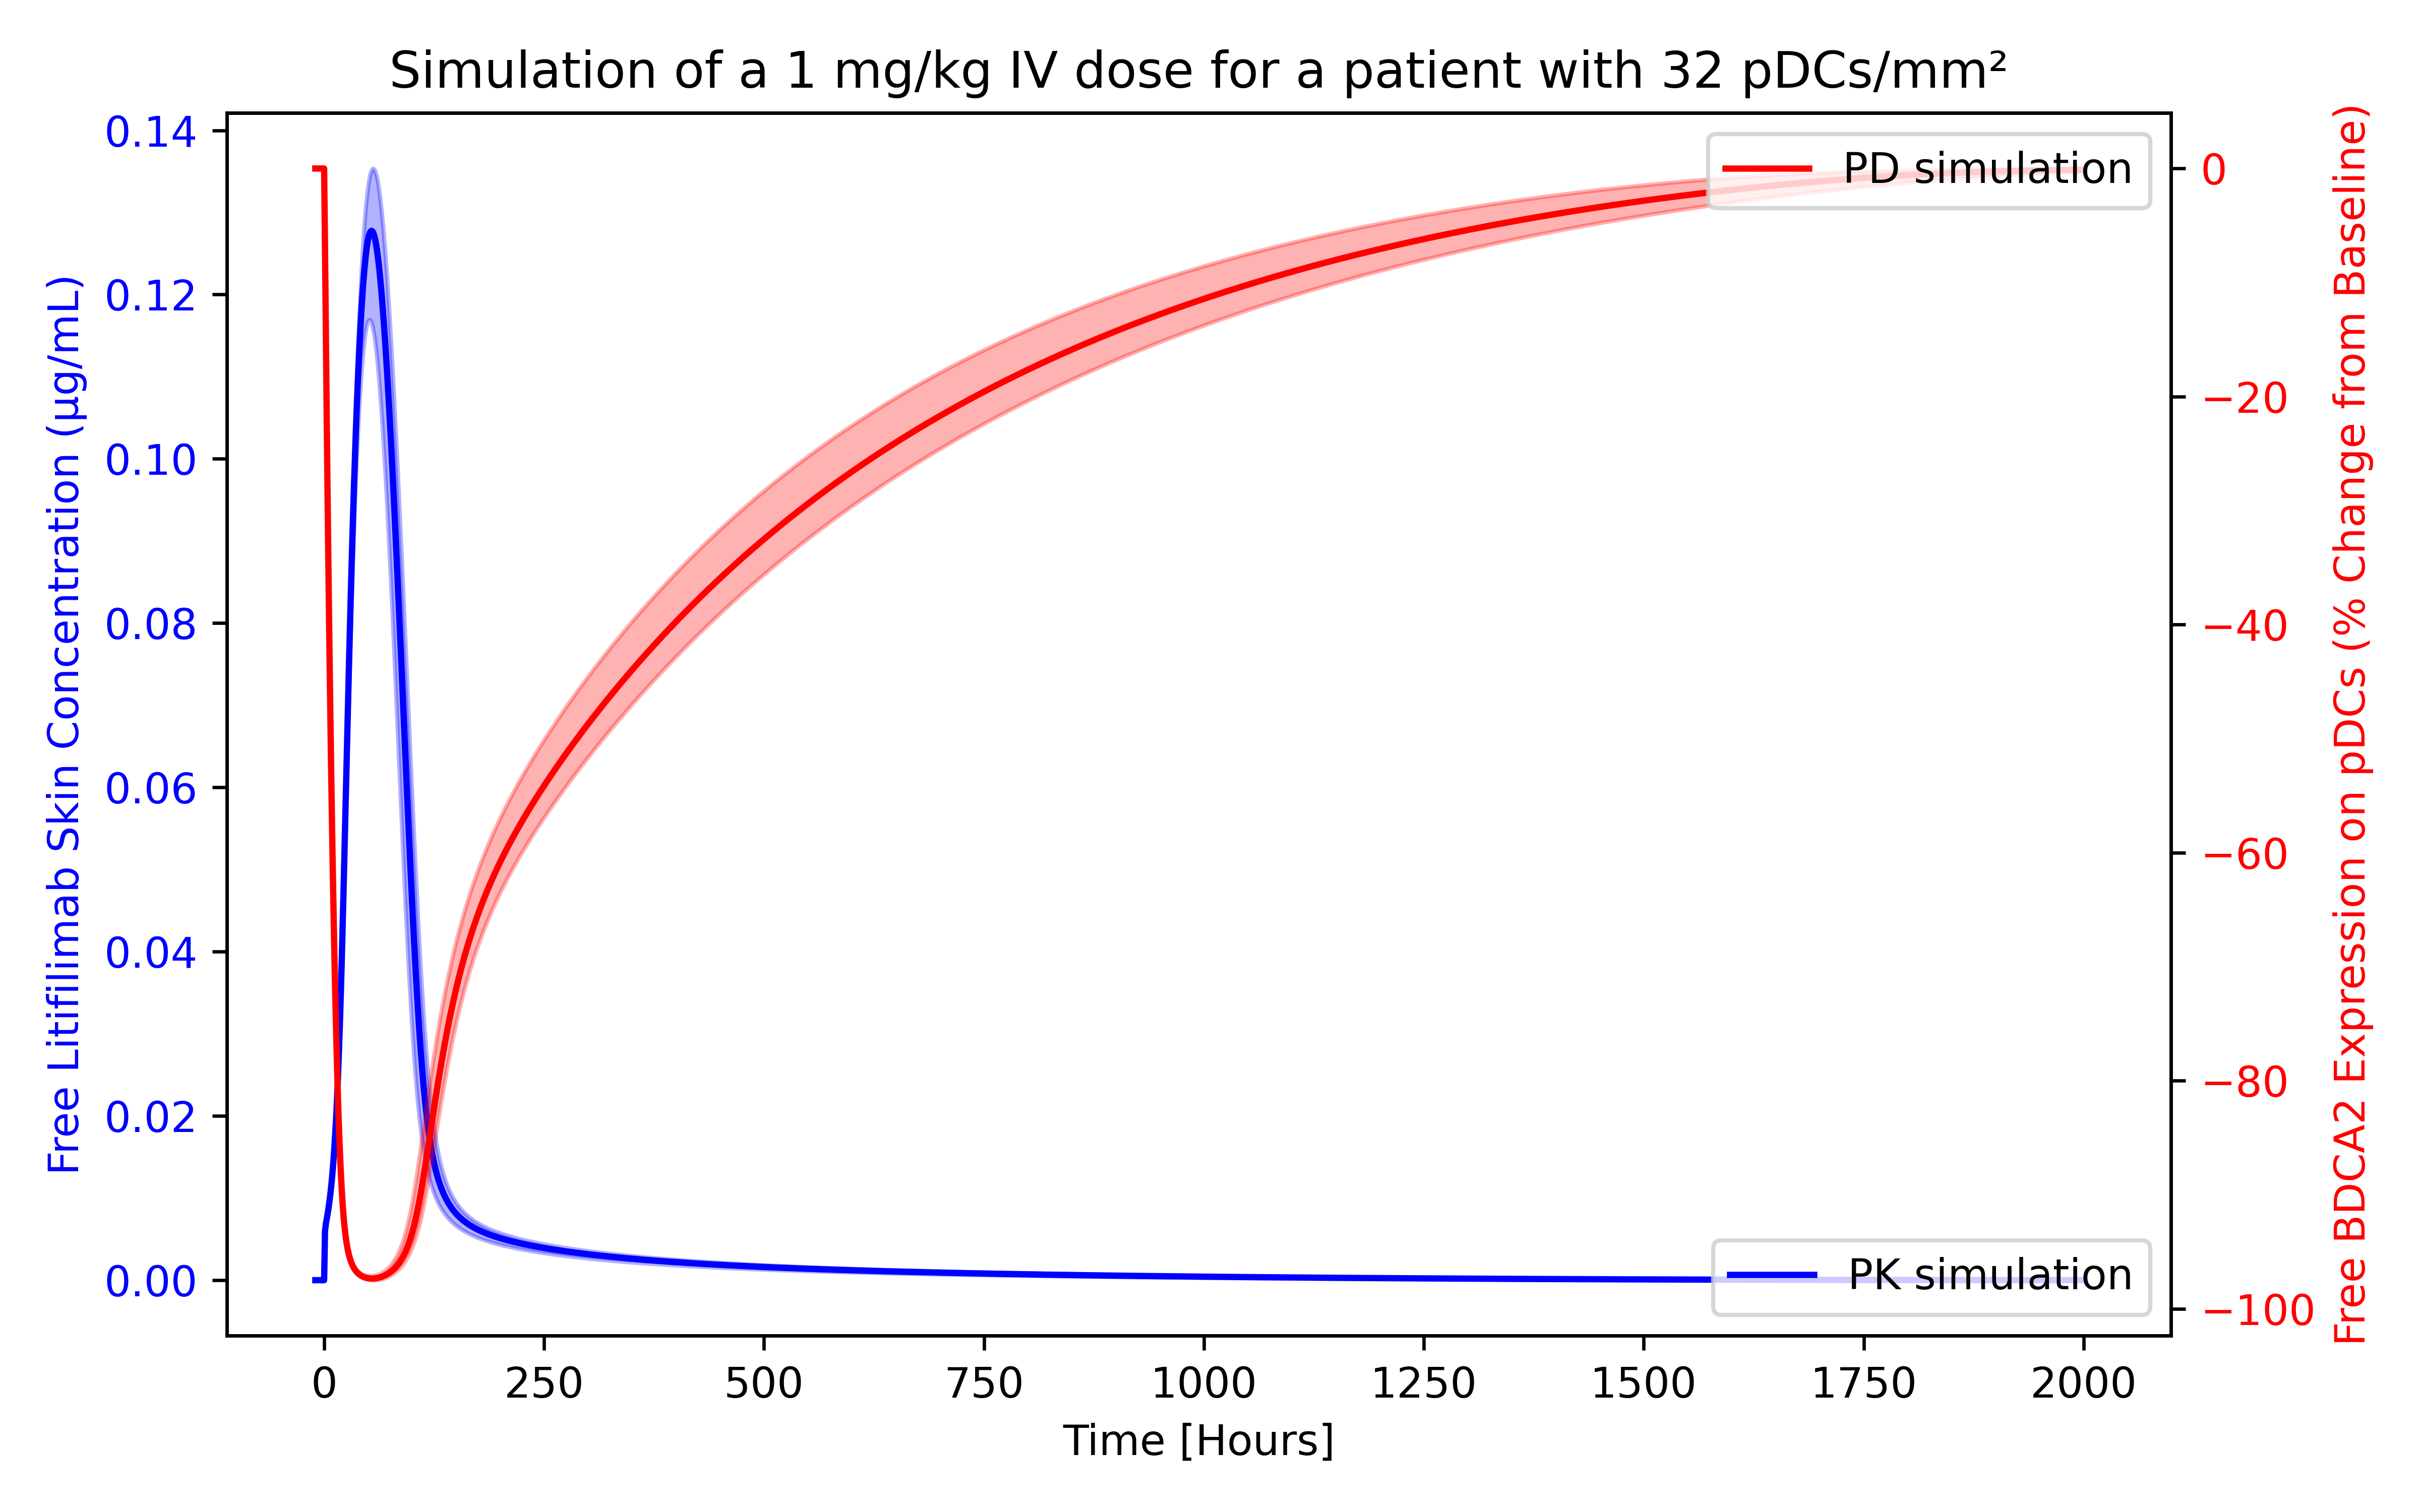 Simulation of a 1 mg/kg IV dose for a patient with 32 pDCs/mm²
Free Litifilimab Skin Concentration (µg/mL)
0.14
0.12
0.10
0.08
0.06
0.04
0.02
0.00
PD simulation
PK simulation
0
−20
−40
−60
−80
−100
Free BDCA2 Expression on pDCs (% Change from Baseline)
0 250 500 750 1000 1250 1500 1750 2000
Time [Hours]